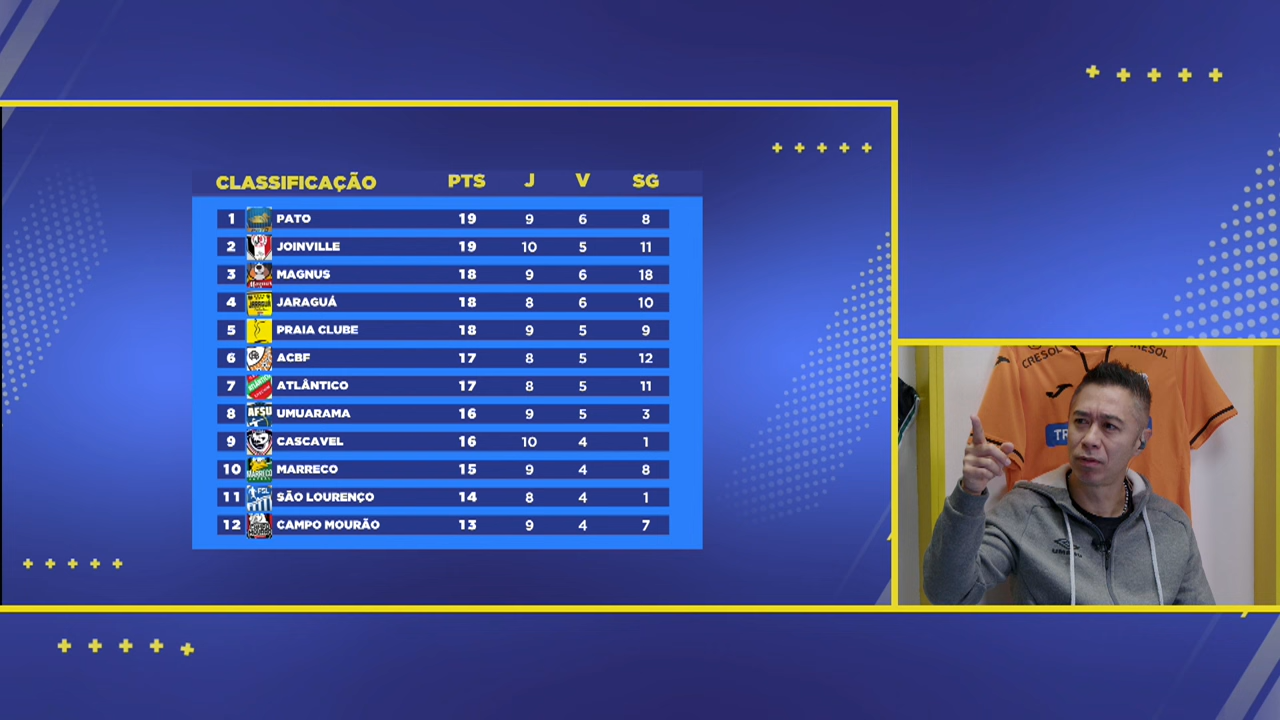 CLASSIFICAÇÃO PTS J V SG
1 PATO 19 9 6 8
2 JOINVILLE 19 10 5 11
3 MAGNUS 18 9 6 18
4 JARAGUÁ 18 8 6 10
5 PRAIA CLUBE 18 9 5 9
6 ACBF 17 8 5 12
7 ATLÂNTICO 17 8 5 11
8 AFSU UMUARAMA 16 9 5 3
9 CASCAVEL 16 10 4 1
10 MARRECO 15 9 4 8
11 SÃO LOURENÇO 14 8 4 1
12 CAMPO MOURÃO 13 9 4 7
CRESOL